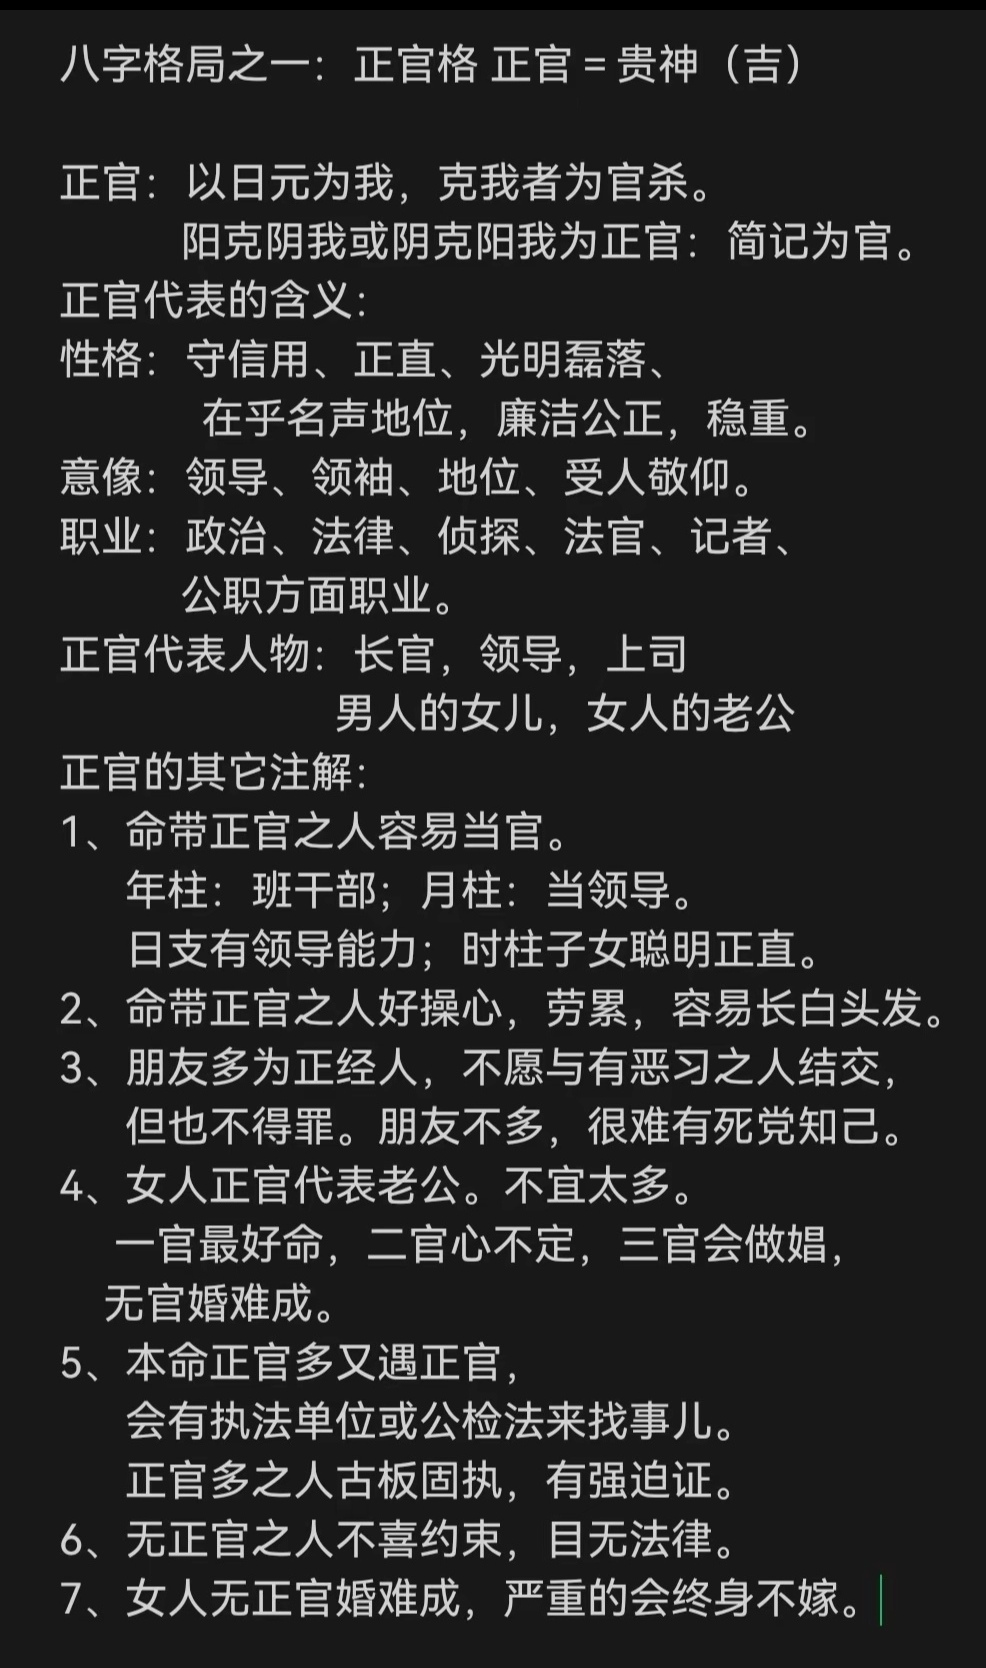 八字格局之一：正官格 正官 = 贵神（吉）
正官：以日元为我，克我者为官杀。
阳克阴我或阴克阳我为正官：简记为官。
正官代表的含义：
性格：守信用、正直、光明磊落、
在乎名声地位，廉洁公正，稳重。
意像：领导、领袖、地位、受人敬仰。
职业：政治、法律、侦探、法官、记者、
公职方面职业。
正官代表人物：长官，领导，上司
男人的女儿，女人的老公
正官的其它注解：
1、命带正官之人容易当官。
年柱：班干部；月柱：当领导。
日支有领导能力；时柱子女聪明正直。
2、命带正官之人好操心，劳累，容易长白头发。
3、朋友多为正经人，不愿与有恶习之人结交，
但也不得罪。朋友不多，很难有死党知己。
4、女人正官代表老公。不宜太多。
一官最好命，二官心不定，三官会做娼，
无官婚难成。
5、本命正官多又遇正官，
会有执法单位或公检法来找事儿。
正官多之人古板固执，有强迫证。
6、无正官之人不喜约束，目无法律。
7、女人无正官婚难成，严重的会终身不嫁。